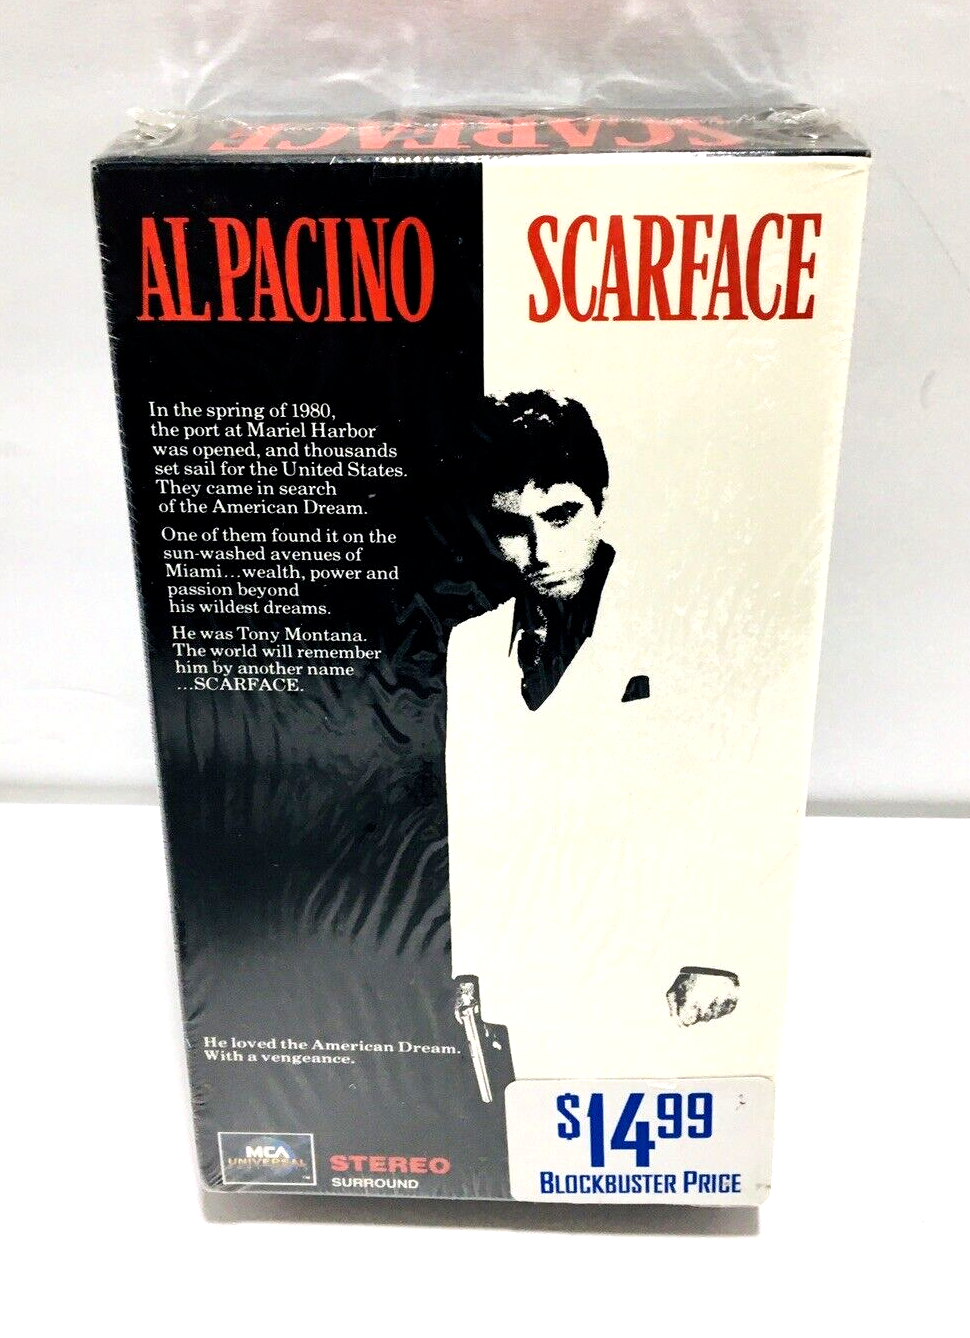 SCARFACE
AL PACINO
SCARFACE
In the spring of 1980,
the port at Mariel Harbor
was opened, and thousands
set sail for the United States.
They came in search
of the American Dream.
One of them found it on the
sun-washed avenues of
Miami...wealth, power and
passion beyond
his wildest dreams.
He was Tony Montana.
The world will remember
him by another name
...SCARFACE.
He loved the American Dream.
With a vengeance.
MCA
UNIVERSAL
™
STEREO
SURROUND
$14.99
BLOCKBUSTER PRICE